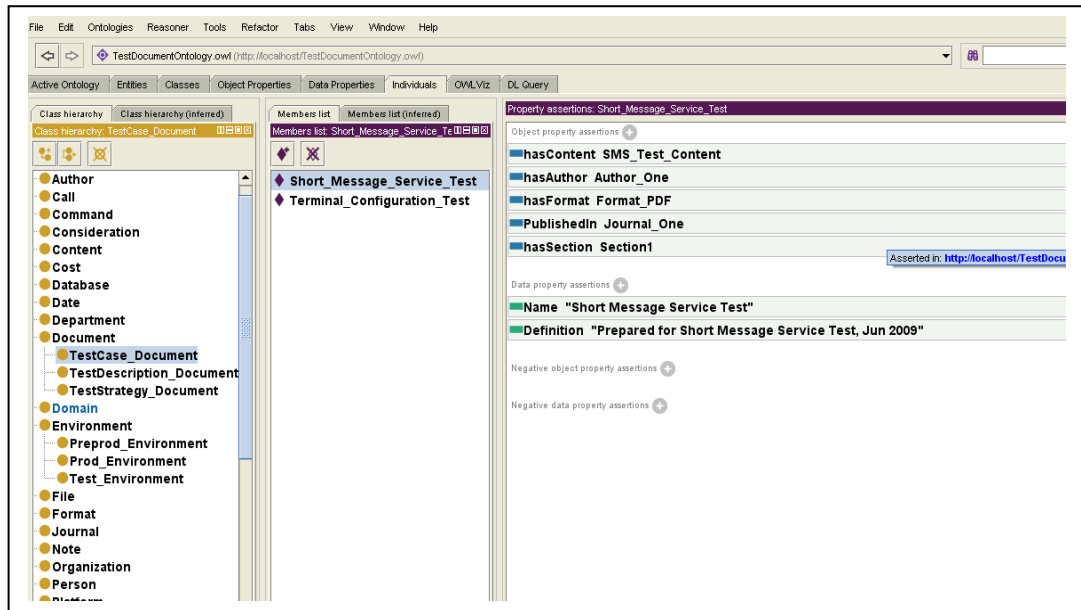 File Edit Ontologies Reasoner Tools Refactor Tabs View Window Help
TestDocumentOntology.owl (http://localhost/TestDocumentOntology.owl)
Active Ontology Entities Classes Object Properties Data Properties Individuals OWLViz DL Query
Class hierarchy Class hierarchy (inferred)
Class hierarchy: TestCase_Document
Author
Call
Command
Consideration
Content
Cost
Database
Date
Department
Document
TestCase_Document
TestDescription_Document
TestStrategy_Document
Domain
Environment
Preprod_Environment
Prod_Environment
Test_Environment
File
Format
Journal
Note
Organization
Person
Platform
Members list Members list (inferred)
Members list: Short_Message_Service_Te
Short_Message_Service_Test
Terminal_Configuration_Test
Property assertions: Short_Message_Service_Test
Object property assertions
hasContent SMS_Test_Content
hasAuthor Author_One
hasFormat Format_PDF
PublishedIn Journal_One
hasSection Section1
Asserted in: http://localhost/TestDocu
Data property assertions
Name "Short Message Service Test"
Definition "Prepared for Short Message Service Test, Jun 2009"
Negative object property assertions
Negative data property assertions